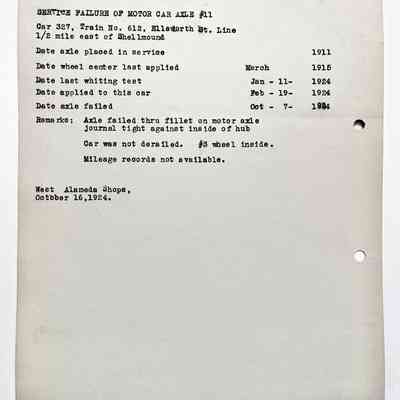 SERVICE FAILURE OF MOTOR CAR AXLE #11
Car 327, Train No. 612, Ellsworth St. Line
1/2 mile east of Shellmound
Date axle placed in service 1911
Date wheel center last applied March 1915
Date last whiting test Jan - 11- 1924
Date applied to this car Feb - 19- 1924
Date axle failed Oct - 7- 1924
Remarks: Axle failed thru fillet on motor axle
journal tight against inside of hub
Car was not derailed. #3 wheel inside.
Mileage records not available.
West Alameda Shops,
Octbber 16,1924.